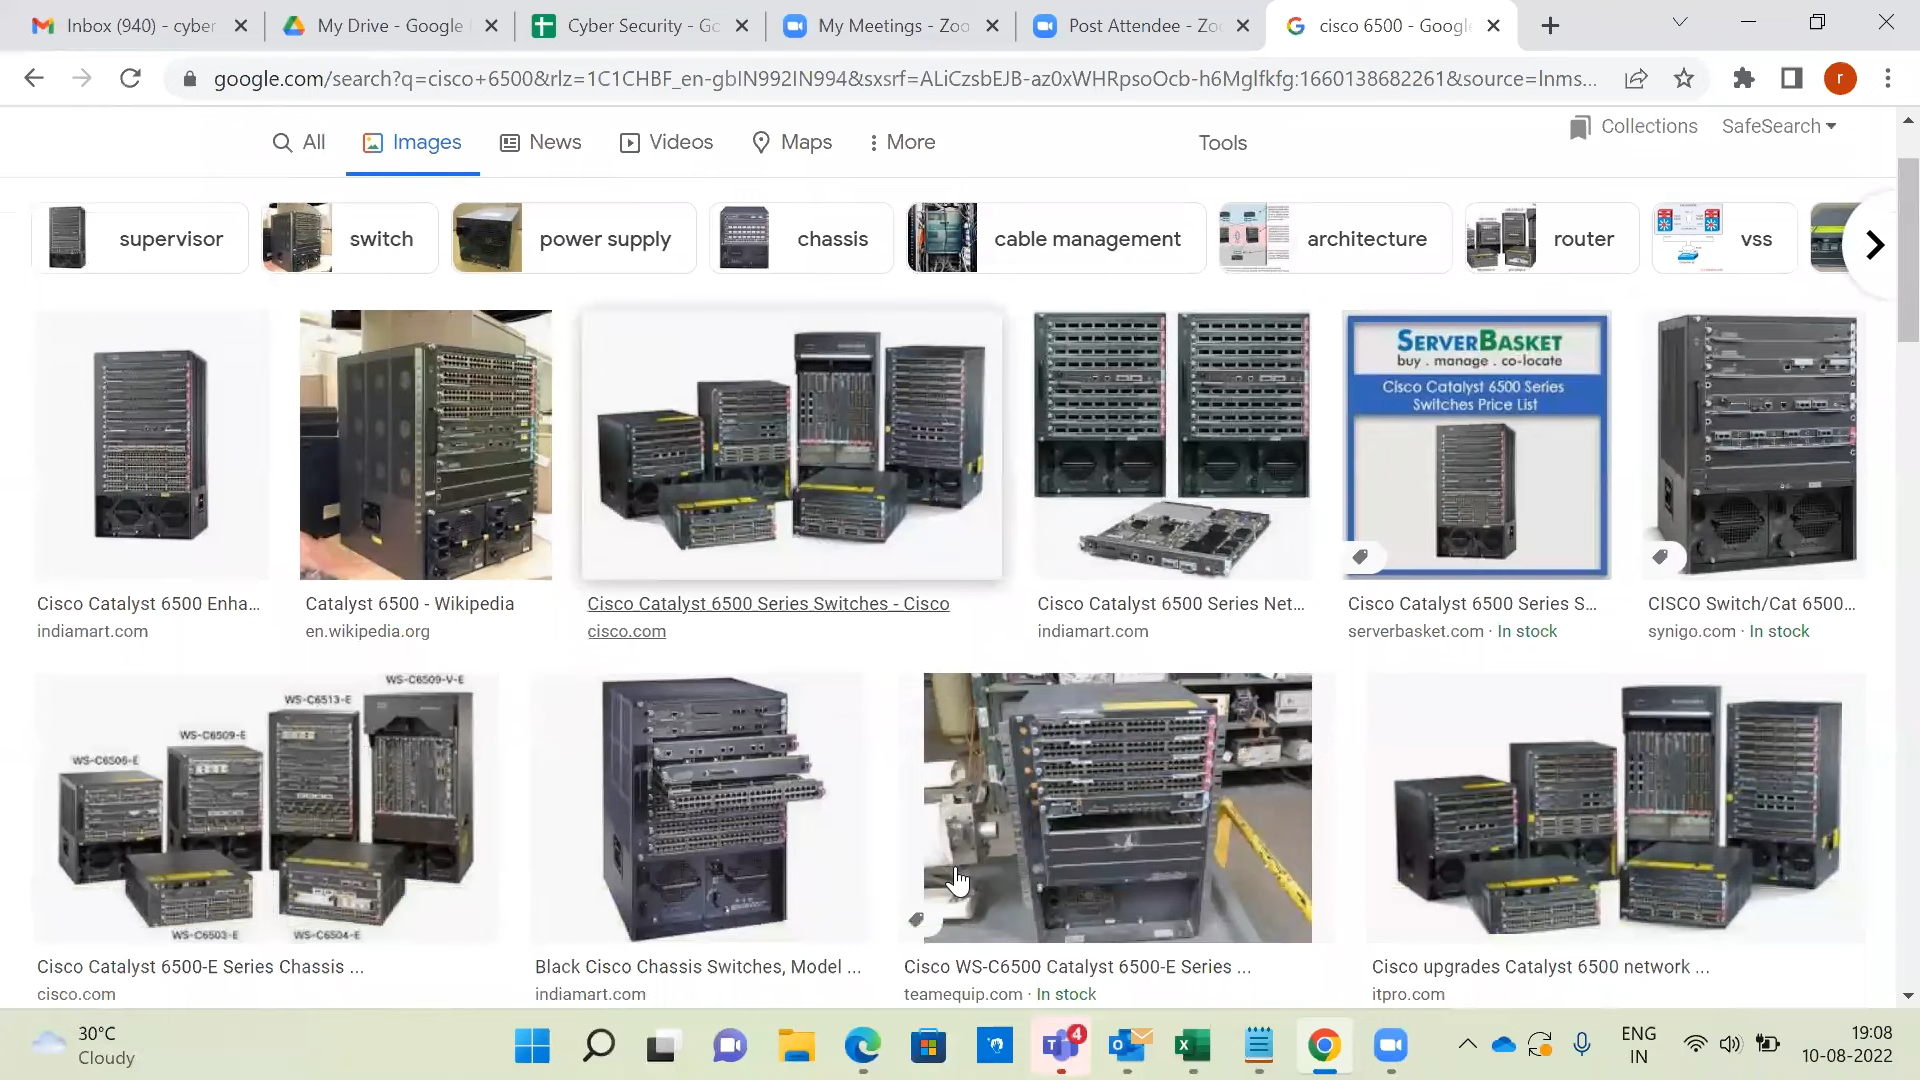 Inbox (940) - cyber
My Drive - Google
Cyber Security - Go
My Meetings - Zoo
Post Attendee - Zo
cisco 6500 - Google
google.com/search?q=cisco+6500&rlz=1C1CHBF_en-gbIN992IN994&sxsrf=ALiCzsbEJB-az0xWHRpsoOcb-h6Mglfkfg:1660138682261&source=lnms...
r
All
Images
News
Videos
Maps
More
Tools
Collections
SafeSearch
supervisor
switch
power supply
chassis
cable management
architecture
router
vss
SERVERBASKET
buy . manage . co-locate
Cisco Catalyst 6500 Series
Switches Price List
Cisco Catalyst 6500 Enha...
indiamart.com
Catalyst 6500 - Wikipedia
en.wikipedia.org
Cisco Catalyst 6500 Series Switches - Cisco
cisco.com
Cisco Catalyst 6500 Series Net...
indiamart.com
Cisco Catalyst 6500 Series S...
serverbasket.com · In stock
CISCO Switch/Cat 6500...
synigo.com · In stock
WS-C6509-V-E
WS-C6513-E
WS-C6509-E
WS-C6506-E
WS-C6503-E
WS-C6504-E
Cisco Catalyst 6500-E Series Chassis ...
cisco.com
Black Cisco Chassis Switches, Model ...
indiamart.com
Cisco WS-C6500 Catalyst 6500-E Series ...
teamequip.com · In stock
Cisco upgrades Catalyst 6500 network ...
itpro.com
30°C
Cloudy
4
ENG
IN
19:08
10-08-2022